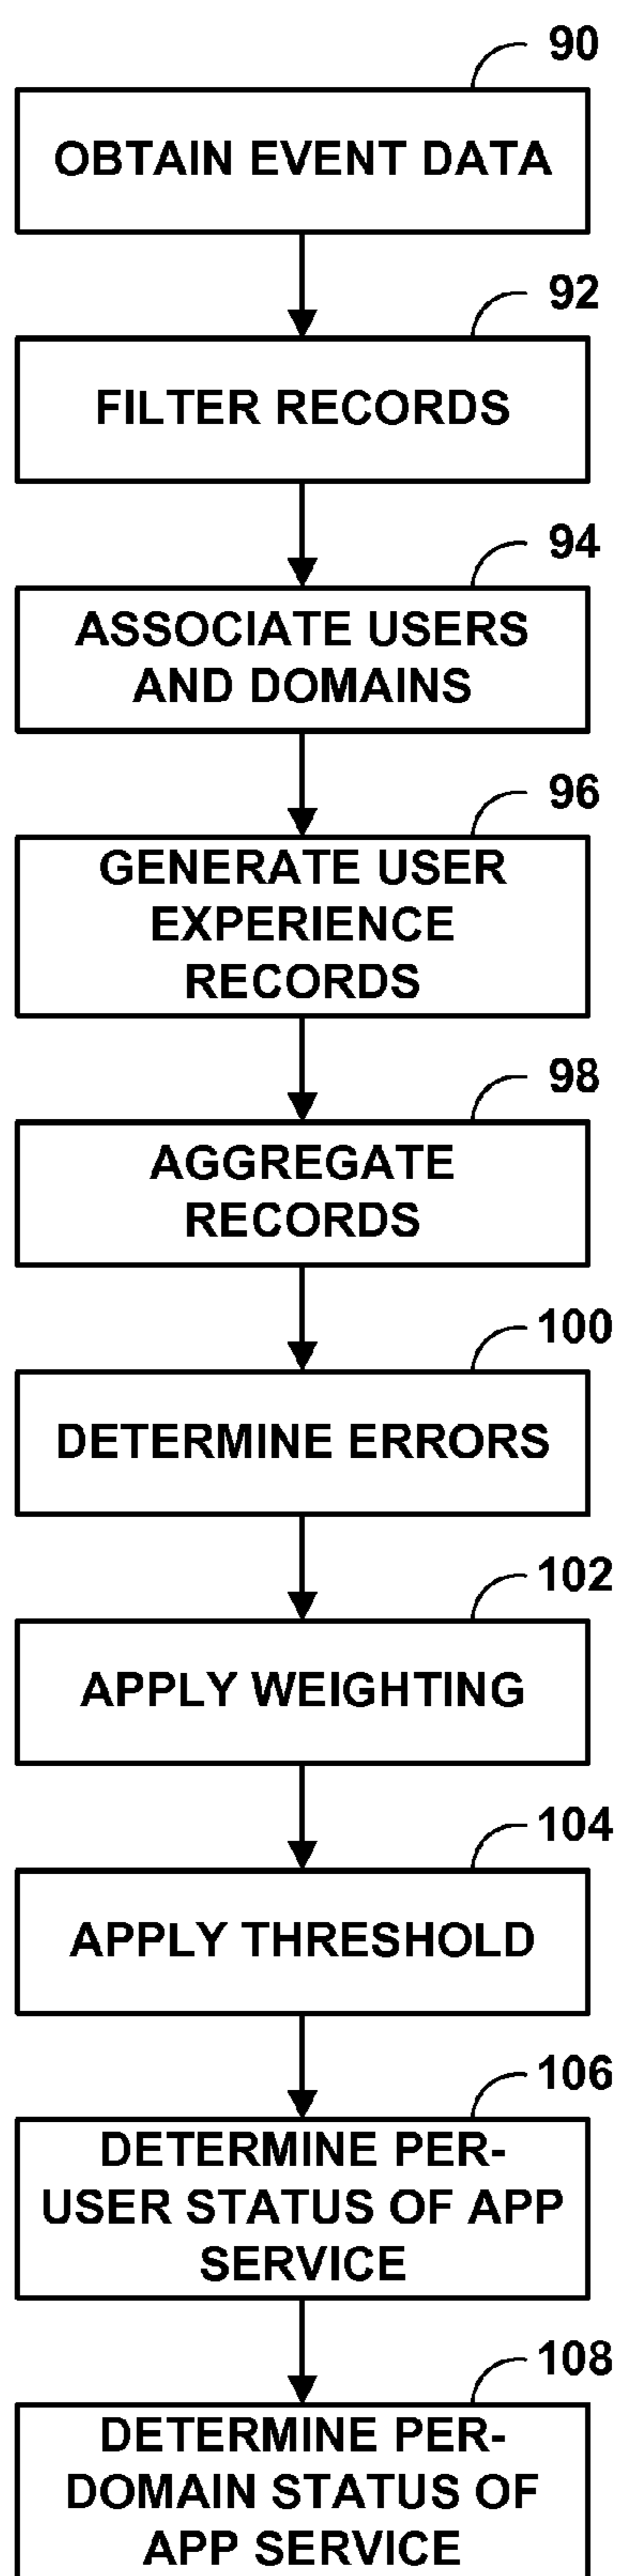 90
OBTAIN EVENT DATA
92
FILTER RECORDS
94
ASSOCIATE USERS
AND DOMAINS
96
GENERATE USER
EXPERIENCE
RECORDS
98
AGGREGATE
RECORDS
100
DETERMINE ERRORS
102
APPLY WEIGHTING
104
APPLY THRESHOLD
106
DETERMINE PER-
USER STATUS OF APP
SERVICE
108
DETERMINE PER-
DOMAIN STATUS OF
APP SERVICE